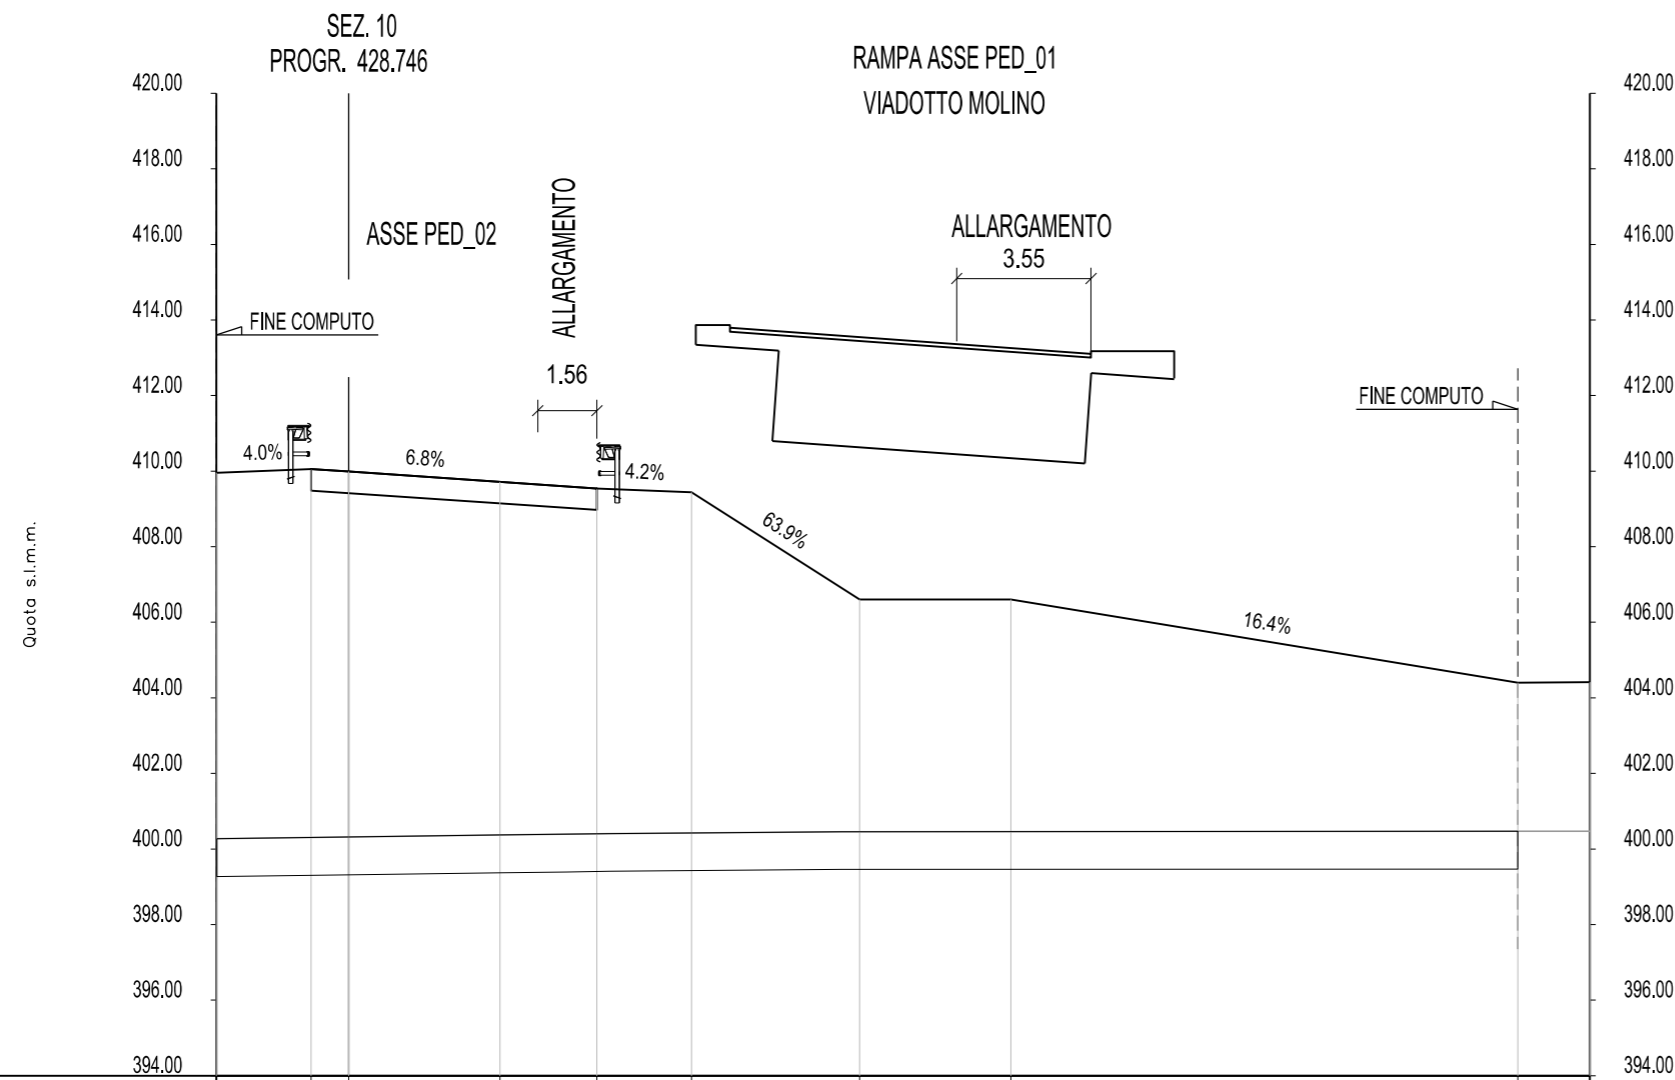 SEZ. 10
PROGR. 428.746
RAMPA ASSE PED_01
VIADOTTO MOLINO
420.00 420.00
418.00 418.00
416.00 416.00
ASSE PED_02
ALLARGAMENTO
ALLARGAMENTO
3.55
414.00 414.00
FINE COMPUTO
1.56
412.00 412.00
FINE COMPUTO
410.00 410.00
4.0%
6.8%
4.2%
63.9%
408.00 408.00
Quota s.l.m.m.
406.00 406.00
16.4%
404.00 404.00
402.00 402.00
400.00 400.00
398.00 398.00
396.00 396.00
394.00 394.00